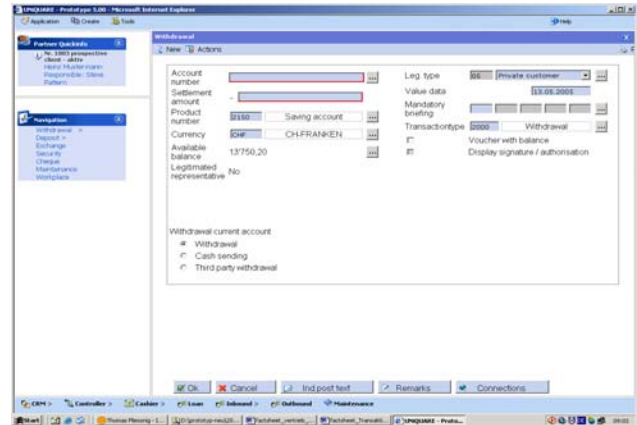 UNIQUARE - Prototype 5.00 - Microsoft Internet Explorer
Application Create Tools Help
Partner Quickinfo
Nr. 1003 prospective
client - aktiv
Heinz Mustermann
Responsible: Steve
Pattern
Navigation
Withdrawal >
Deposit >
Exchange
Security
Cheque
Maintenance
Workplace
Withdrawal
New Actions
Account
number
Settlement
amount -
Product
number 2150 Saving account
Currency CHF CH-FRANKEN
Available
balance 13'750,20
Legitimated
representative No
Leg. type 05 Private customer
Value data 13.05.2005
Mandatory
briefing
Transactiontype 2000 Withdrawal
Voucher with balance
Display signature / authorisation
Withdrawal current account
Withdrawal
Cash sending
Third party withdrawal
Ok Cancel Ind.post text Remarks Connections
CRM > Controller > Cashier > Loan Inbound > Outbound Maintenance
Start Thomas Plessnig - I... UNIQUARE - Proto...